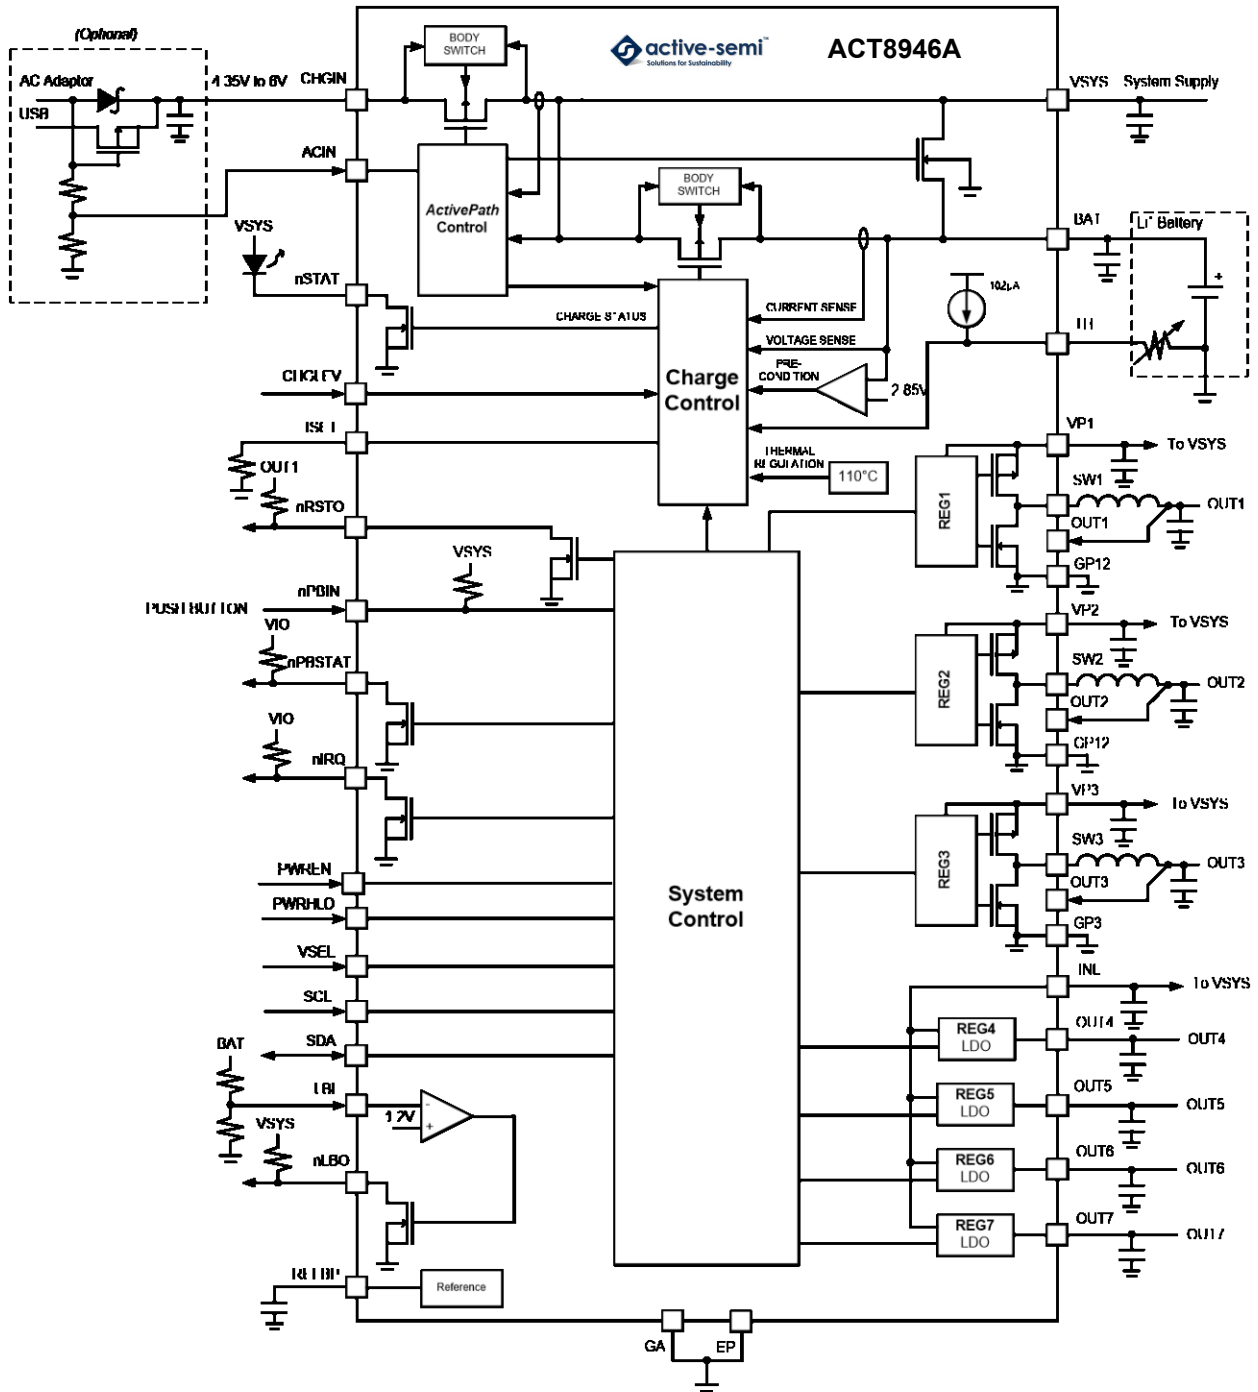 (Optional)
AC Adaptor
USB
4.35V to 6V
CHGIN
BODY
SWITCH
active-semi™
Solutions for Sustainability
ACT8946A
VSYS
System Supply
ACIN
ActivePath
Control
BODY
SWITCH
VSYS
nSTAT
BAT
Li+ Battery
+
102µA
TH
CHARGE STATUS
CURRENT SENSE
VOLTAGE SENSE
PRE-
CONDITION
2.85V
Charge
Control
CHGLEV
ISET
THERMAL
REGULATION
110°C
OUT1
nRSTO
VP1
To VSYS
REG1
SW1
OUT1
OUT1
GP12
VSYS
nPBIN
PUSH BUTTON
VIO
nPBSTAT
VP2
To VSYS
REG2
SW2
OUT2
OUT2
GP12
VIO
nIRQ
VP3
To VSYS
REG3
SW3
OUT3
OUT3
GP3
System
Control
PWREN
PWRHLD
VSEL
SCL
SDA
INL
To VSYS
REG4
LDO
OUT4
OUT4
REG5
LDO
OUT5
OUT5
REG6
LDO
OUT6
OUT6
REG7
LDO
OUT7
OUT7
BAT
LBI
1.2V
-
+
VSYS
nLBO
REFBP
Reference
GA
EP